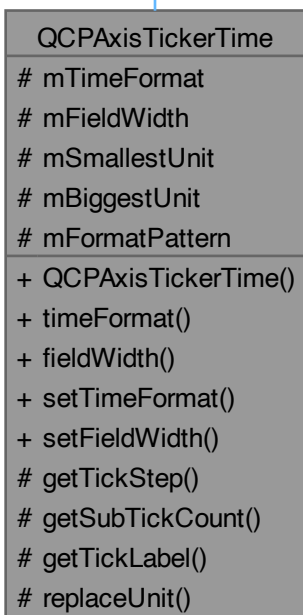 QCPAxisTickerTime
# mTimeFormat
# mFieldWidth
# mSmallestUnit
# mBiggestUnit
# mFormatPattern
+ QCPAxisTickerTime()
+ timeFormat()
+ fieldWidth()
+ setTimeFormat()
+ setFieldWidth()
# getTickStep()
# getSubTickCount()
# getTickLabel()
# replaceUnit()